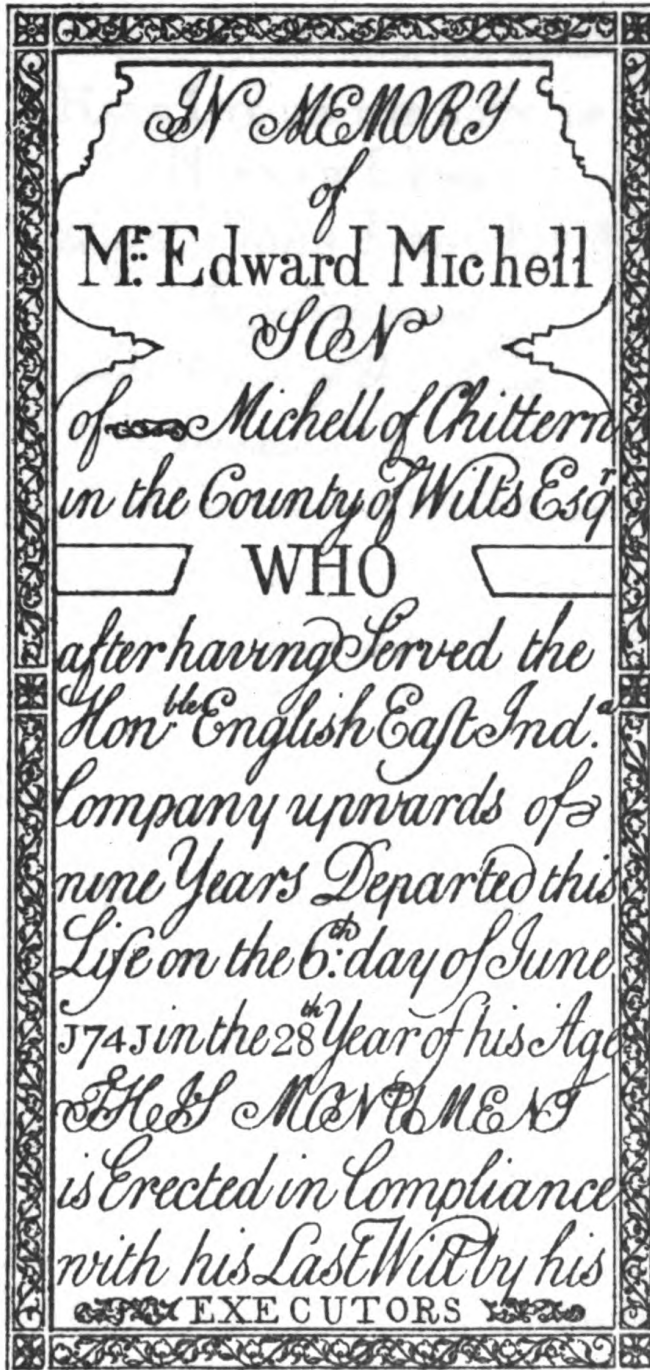 IN MEMORY
of
Mr. Edward Michell
SON
of Michell of Chittern
in the County of Wilts Esqr
WHO
after having Served the
Honble English East Inda.
Company upwards of
nine Years Departed this
Life on the 6th. day of June
J74J in the 28th Year of his Age
THIS MONUMENT
is Erected in Compliance
with his Last Will by his
EXECUTORS